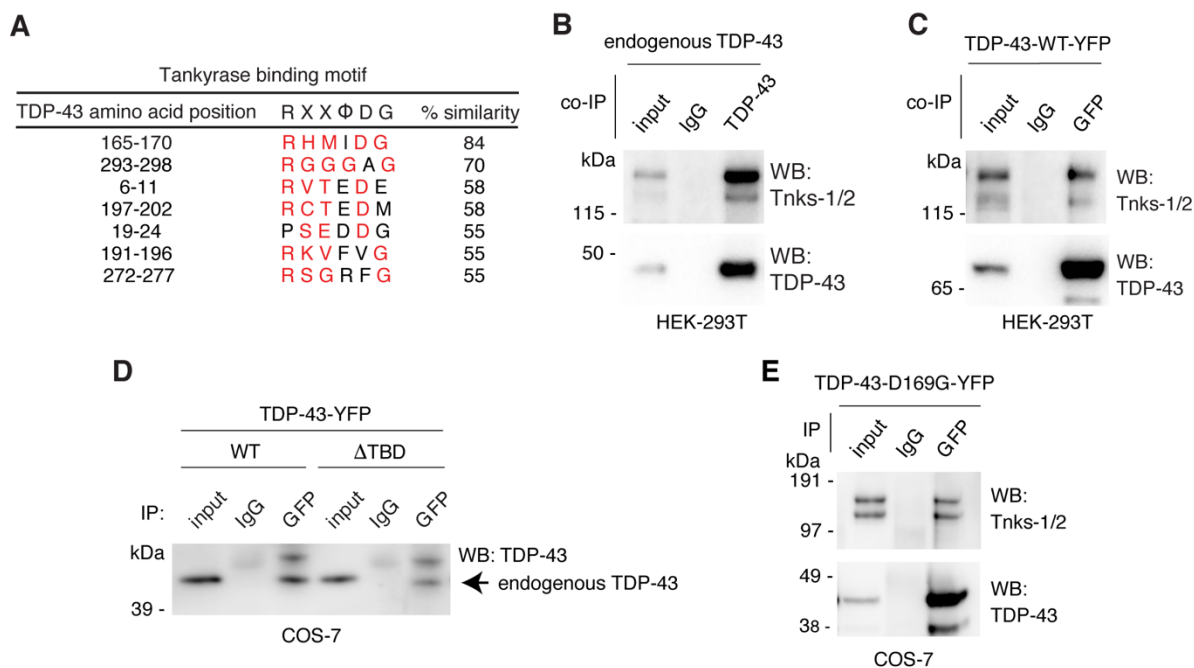 A
Tankyrase binding motif
TDP-43 amino acid position R X X Φ D G % similarity
165-170 R H M I D G 84
293-298 R G G G A G 70
6-11 R V T E D E 58
197-202 R C T E D M 58
19-24 P S E D D G 55
191-196 R K V F V G 55
272-277 R S G R F G 55
B
endogenous TDP-43
co-IP input IgG TDP-43
kDa
WB:
Tnks-1/2
115 -
50 -
WB:
TDP-43
HEK-293T
C
TDP-43-WT-YFP
co-IP input IgG GFP
kDa
WB:
Tnks-1/2
115 -
WB:
TDP-43
65 -
HEK-293T
D
TDP-43-YFP
WT ΔTBD
IP: input IgG GFP input IgG GFP
kDa
WB: TDP-43
endogenous TDP-43
39 -
COS-7
E
TDP-43-D169G-YFP
IP input IgG GFP
kDa
191 -
WB:
Tnks-1/2
97 -
49 -
WB:
TDP-43
38 -
COS-7